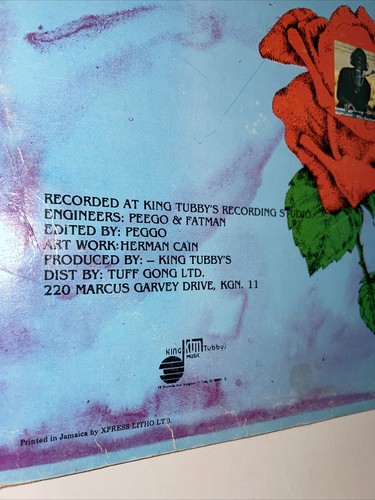 RECORDED AT KING TUBBY'S RECORDING STUDIO
ENGINEERS: PEEGO & FATMAN
EDITED BY: PEGGO
ART WORK: HERMAN CAIN
PRODUCED BY: – KING TUBBY'S
DIST BY: TUFF GONG LTD.
220 MARCUS GARVEY DRIVE, KGN. 11
KING Tubbys
MUSIC
Printed in Jamaica by XPRESS LITHO LTD.